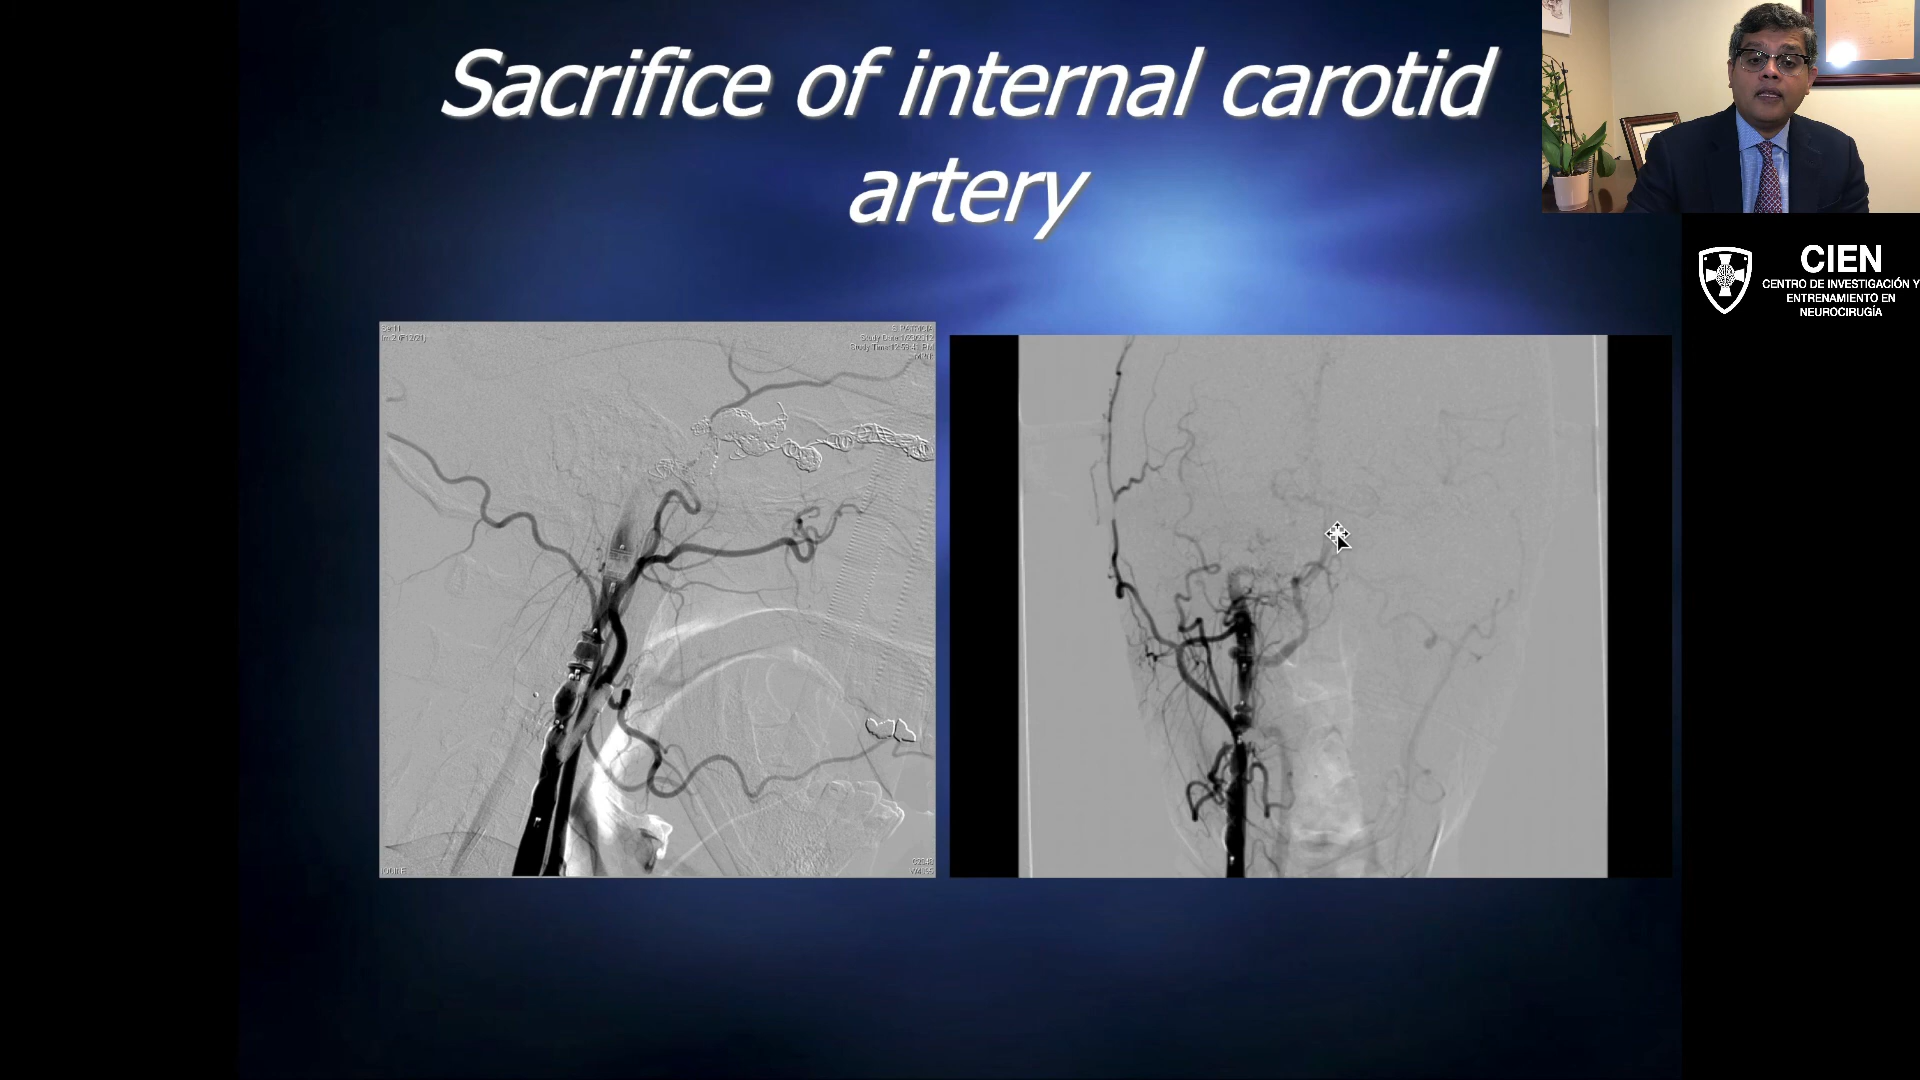 Sacrifice of internal carotid
artery
CIEN
CENTRO DE INVESTIGACIÓN Y
ENTRENAMIENTO EN
NEUROCIRUGÍA